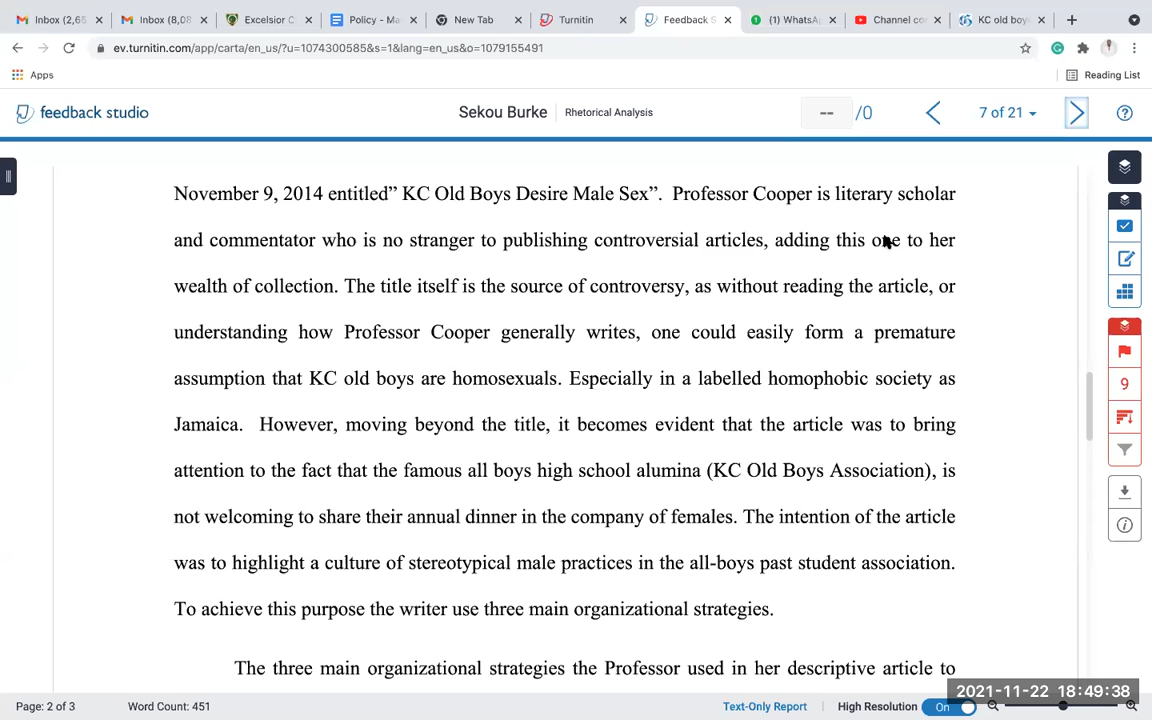 Inbox (2,65
Inbox (8,08
Excelsior C
Policy - Ma
New Tab
Turnitin
Feedback S
(1) WhatsA
Channel co
KC old boy
ev.turnitin.com/app/carta/en_us/?u=1074300585&s=1&lang=en_us&o=1079155491
Apps
Reading List
feedback studio
Sekou Burke
Rhetorical Analysis
-- /0
7 of 21
November 9, 2014 entitled” KC Old Boys Desire Male Sex”. Professor Cooper is literary scholar
and commentator who is no stranger to publishing controversial articles, adding this one to her
wealth of collection. The title itself is the source of controversy, as without reading the article, or
understanding how Professor Cooper generally writes, one could easily form a premature
assumption that KC old boys are homosexuals. Especially in a labelled homophobic society as
Jamaica. However, moving beyond the title, it becomes evident that the article was to bring
attention to the fact that the famous all boys high school alumina (KC Old Boys Association), is
not welcoming to share their annual dinner in the company of females. The intention of the article
was to highlight a culture of stereotypical male practices in the all-boys past student association.
To achieve this purpose the writer use three main organizational strategies.
The three main organizational strategies the Professor used in her descriptive article to
9
2021-11-22 18:49:38
Page: 2 of 3
Word Count: 451
Text-Only Report
High Resolution
On